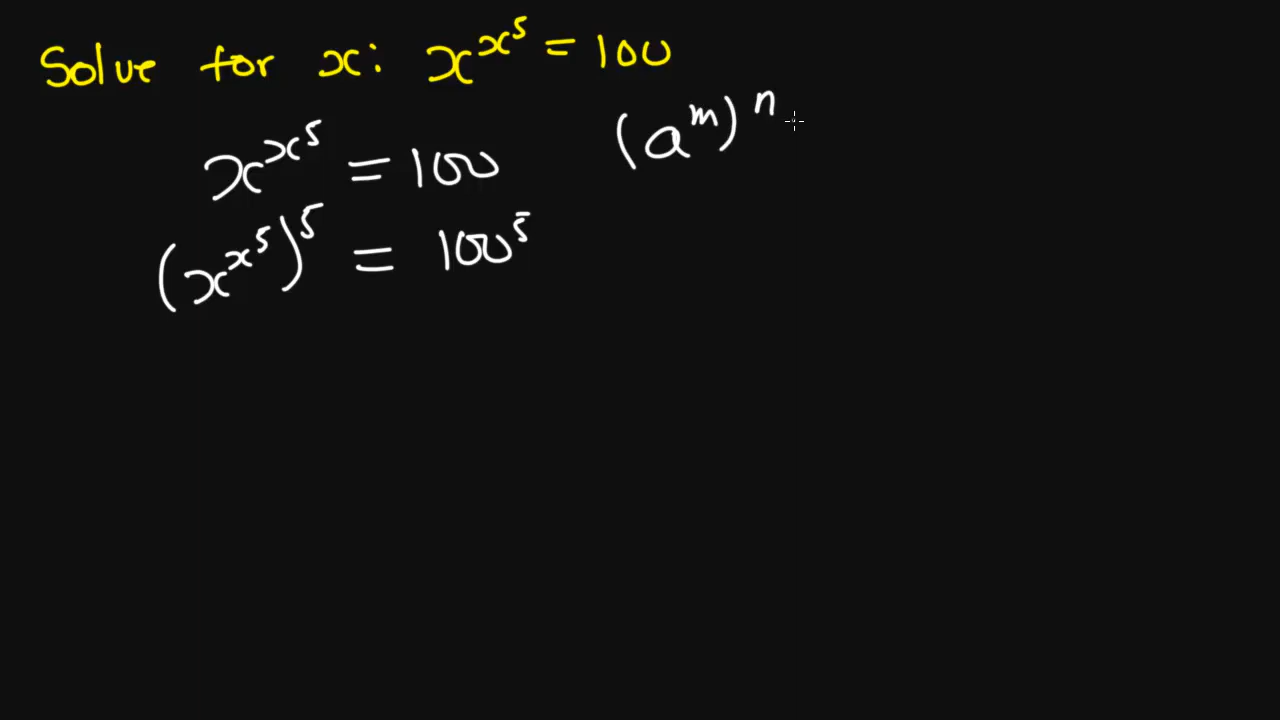 Solve for x: x^{x^5} = 100
x^{x^5} = 100
(a^m)^n
(x^{x^5})^5 = 100^5